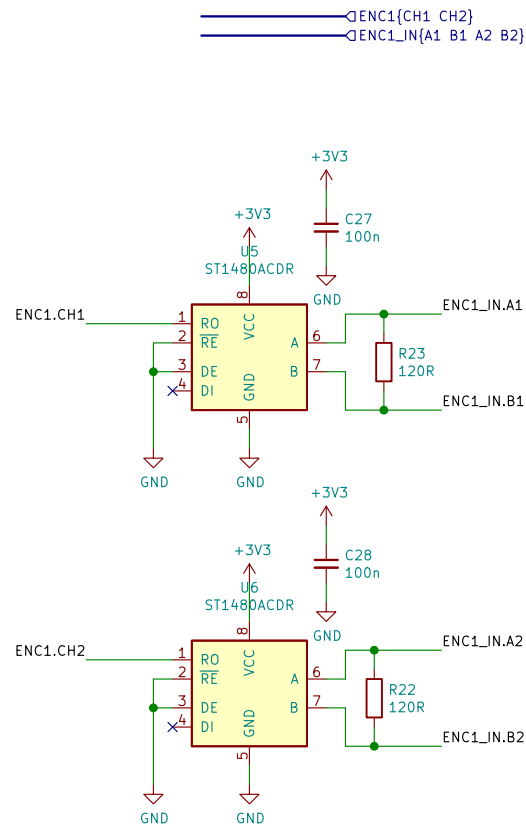 ENC1{CH1 CH2}
ENC1_IN{A1 B1 A2 B2}
+3V3
C27
100n
GND
+3V3
U5
ST1480ACDR
8
VCC
ENC1.CH1
1
RO
2
RE
3
DE
4
DI
GND
5
A
6
B
7
ENC1_IN.A1
R23
120R
ENC1_IN.B1
GND
GND
+3V3
C28
100n
GND
+3V3
U6
ST1480ACDR
8
VCC
ENC1.CH2
1
RO
2
RE
3
DE
4
DI
GND
5
A
6
B
7
ENC1_IN.A2
R22
120R
ENC1_IN.B2
GND
GND